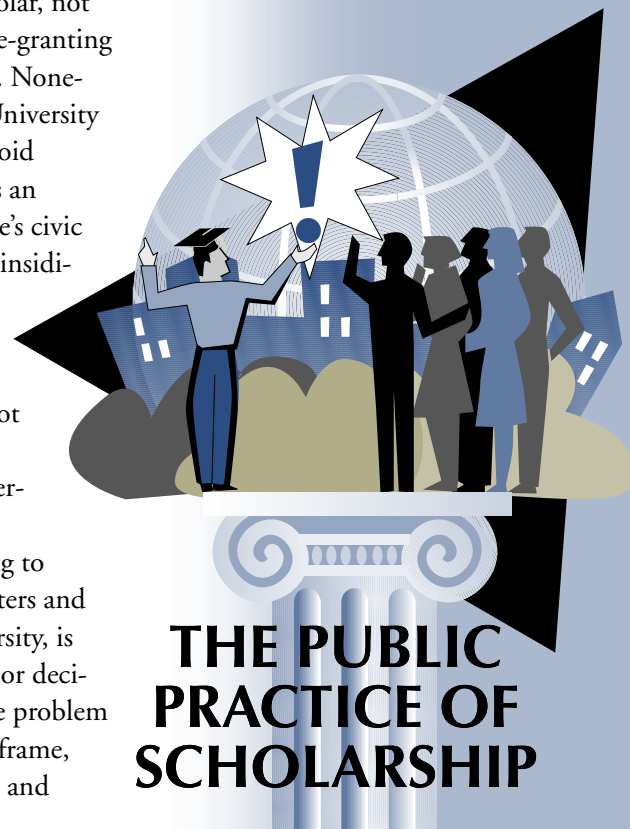 olar, not
e-granting
. None-
University
oid
s an
e's civic
insidi-
ot
er-
g to
ters and
rsity, is
or deci-
e problem
frame,
and
!
THE PUBLIC
PRACTICE OF
SCHOLARSHIP